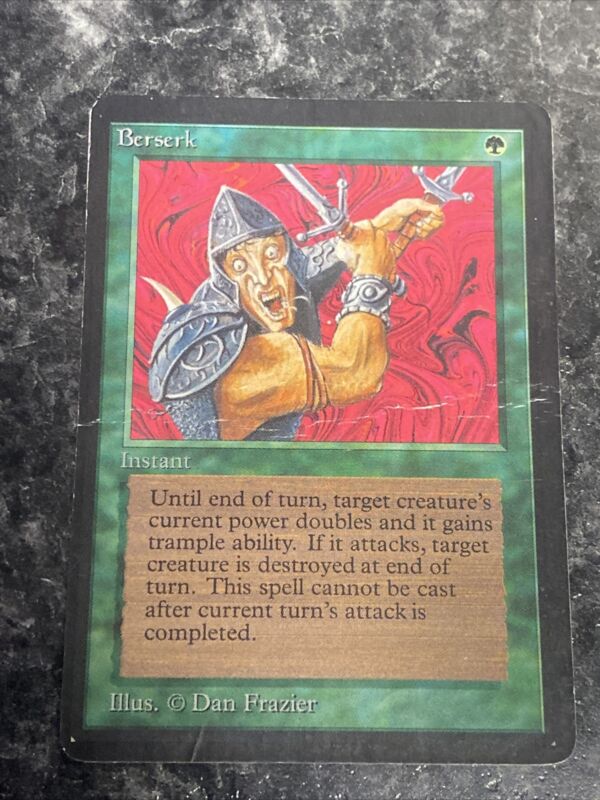 Berserk
Instant
Until end of turn, target creature's
current power doubles and it gains
trample ability. If it attacks, target
creature is destroyed at end of
turn. This spell cannot be cast
after current turn's attack is
completed.
Illus. © Dan Frazier